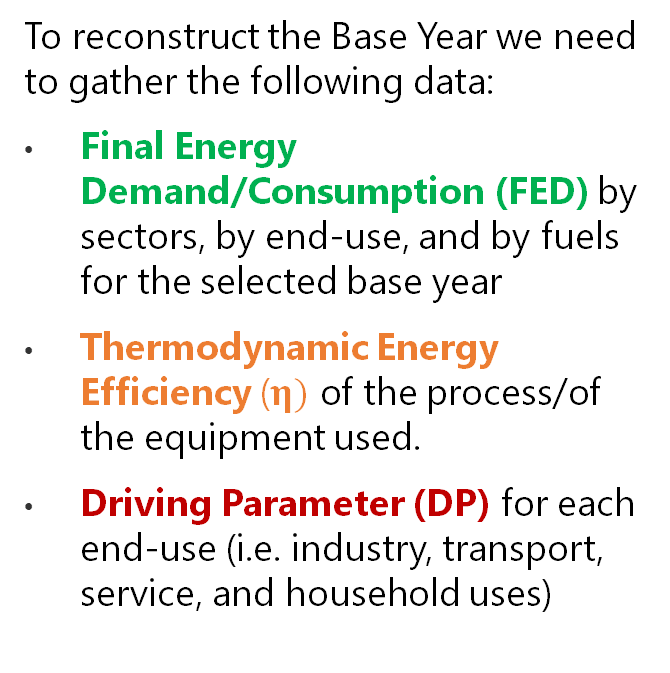 To reconstruct the Base Year we need
to gather the following data:
• Final Energy
Demand/Consumption (FED) by
sectors, by end-use, and by fuels
for the selected base year
• Thermodynamic Energy
Efficiency (η) of the process/of
the equipment used.
• Driving Parameter (DP) for each
end-use (i.e. industry, transport,
service, and household uses)